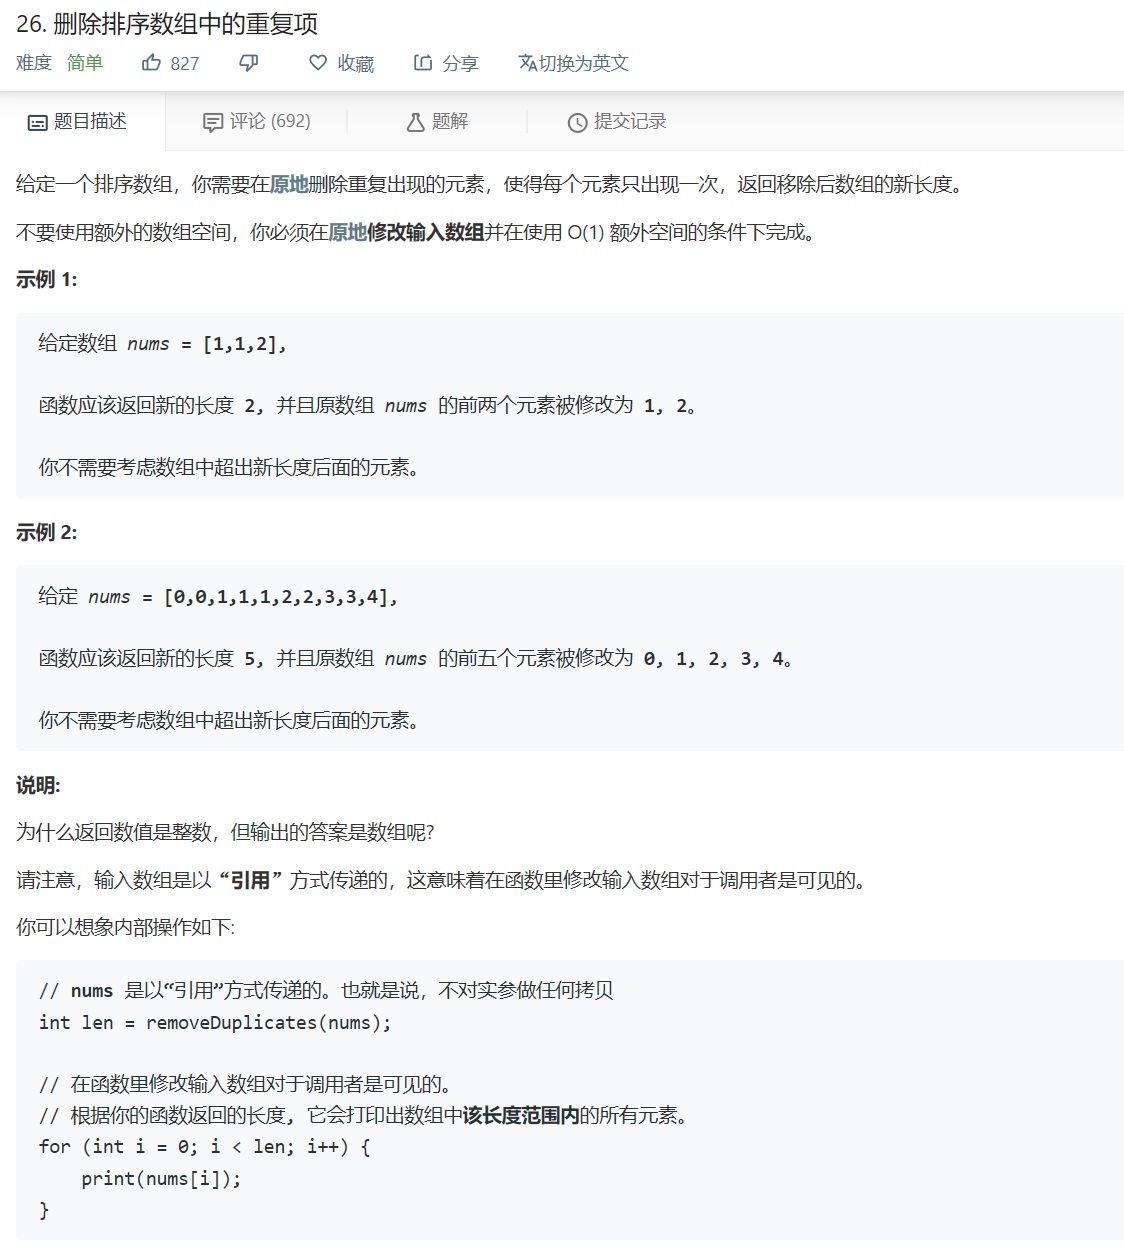 26. 删除排序数组中的重复项
难度 简单 827 收藏 分享 切换为英文
题目描述 评论 (692) 题解 提交记录
给定一个排序数组，你需要在原地删除重复出现的元素，使得每个元素只出现一次，返回移除后数组的新长度。
不要使用额外的数组空间，你必须在原地修改输入数组并在使用 O(1) 额外空间的条件下完成。
示例 1:
给定数组 nums = [1,1,2],
函数应该返回新的长度 2, 并且原数组 nums 的前两个元素被修改为 1, 2。
你不需要考虑数组中超出新长度后面的元素。
示例 2:
给定 nums = [0,0,1,1,1,2,2,3,3,4],
函数应该返回新的长度 5, 并且原数组 nums 的前五个元素被修改为 0, 1, 2, 3, 4。
你不需要考虑数组中超出新长度后面的元素。
说明:
为什么返回数值是整数，但输出的答案是数组呢?
请注意，输入数组是以“引用”方式传递的，这意味着在函数里修改输入数组对于调用者是可见的。
你可以想象内部操作如下:
// nums 是以“引用”方式传递的。也就是说，不对实参做任何拷贝
int len = removeDuplicates(nums);
// 在函数里修改输入数组对于调用者是可见的。
// 根据你的函数返回的长度, 它会打印出数组中该长度范围内的所有元素。
for (int i = 0; i < len; i++) {
    print(nums[i]);
}